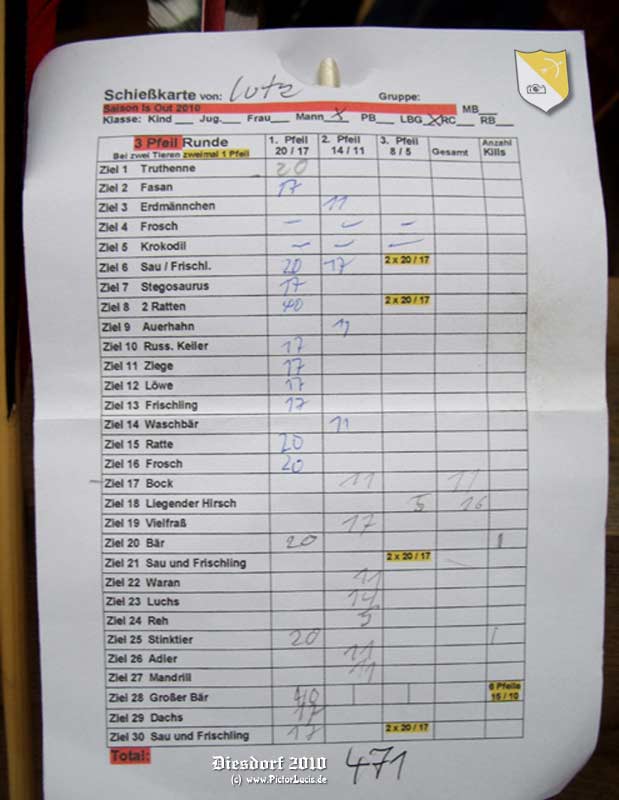 Schießkarte von: Lutz Gruppe:
Saison Is Out 2010 MB
Klasse: Kind Jug. Frau Mann X PB LBG X RC RB
3 Pfeil Runde 1. Pfeil 2. Pfeil 3. Pfeil Anzahl
Bei zwei Tieren zweimal 1 Pfeil 20 / 17 14 / 11 8 / 5 Gesamt Kills
Ziel 1 Truthenne 20
Ziel 2 Fasan 17
Ziel 3 Erdmännchen 11
Ziel 4 Frosch – – –
Ziel 5 Krokodil – – –
Ziel 6 Sau / Frischl. 20 17 2 x 20 / 17
Ziel 7 Stegosaurus 17
Ziel 8 2 Ratten 40 2 x 20 / 17
Ziel 9 Auerhahn 11
Ziel 10 Russ. Keiler 17
Ziel 11 Ziege 17
Ziel 12 Löwe 17
Ziel 13 Frischling 17
Ziel 14 Waschbär 11
Ziel 15 Ratte 20
Ziel 16 Frosch 20
Ziel 17 Bock 11 11
Ziel 18 Liegender Hirsch 5 16
Ziel 19 Vielfraß 17
Ziel 20 Bär 20 1
Ziel 21 Sau und Frischling 2 x 20 / 17
Ziel 22 Waran 11
Ziel 23 Luchs 14
Ziel 24 Reh 5
Ziel 25 Stinktier 20 1
Ziel 26 Adler 11
Ziel 27 Mandrill 11
Ziel 28 Großer Bär 6 Pfeile 15 / 10
Ziel 29 Dachs 17
Ziel 30 Sau und Frischling 17 2 x 20 / 17
Total: 471
Diesdorf 2010
(c) www.PictorLucis.de